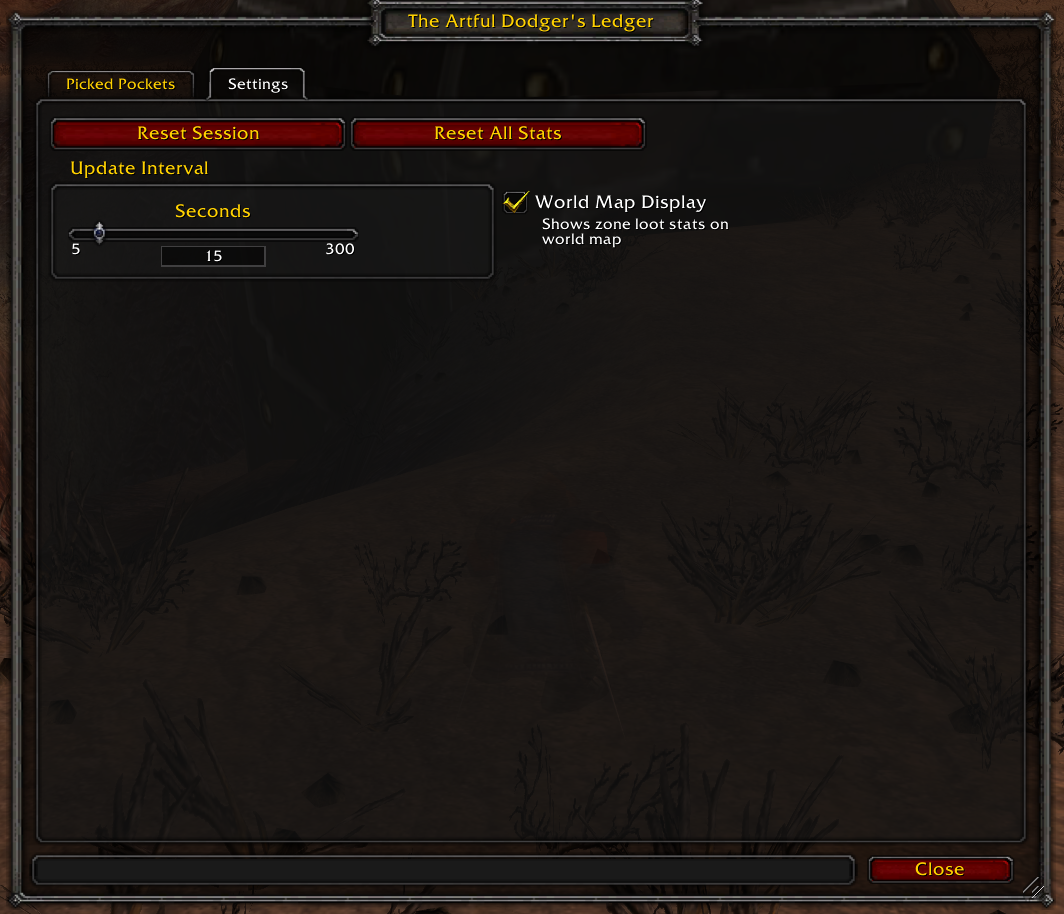 The Artful Dodger's Ledger
Picked Pockets
Settings
Reset Session
Reset All Stats
Update Interval
Seconds
5
15
300
World Map Display
Shows zone loot stats on
world map
Close